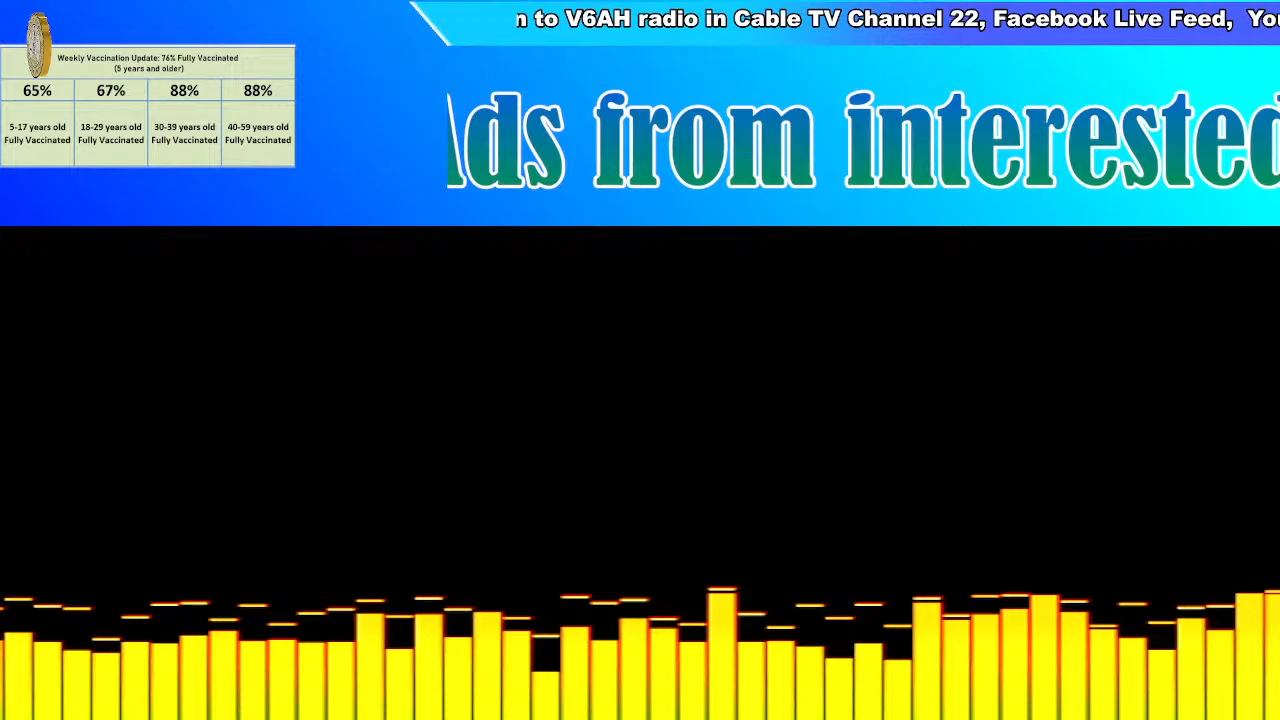 n to V6AH radio in Cable TV Channel 22, Facebook Live Feed, You
Weekly Vaccination Update: 76% Fully Vaccinated
(5 years and older)
65% 67% 88% 88%
5-17 years old 18-29 years old 30-39 years old 40-59 years old
Fully Vaccinated Fully Vaccinated Fully Vaccinated Fully Vaccinated
Ads from interested